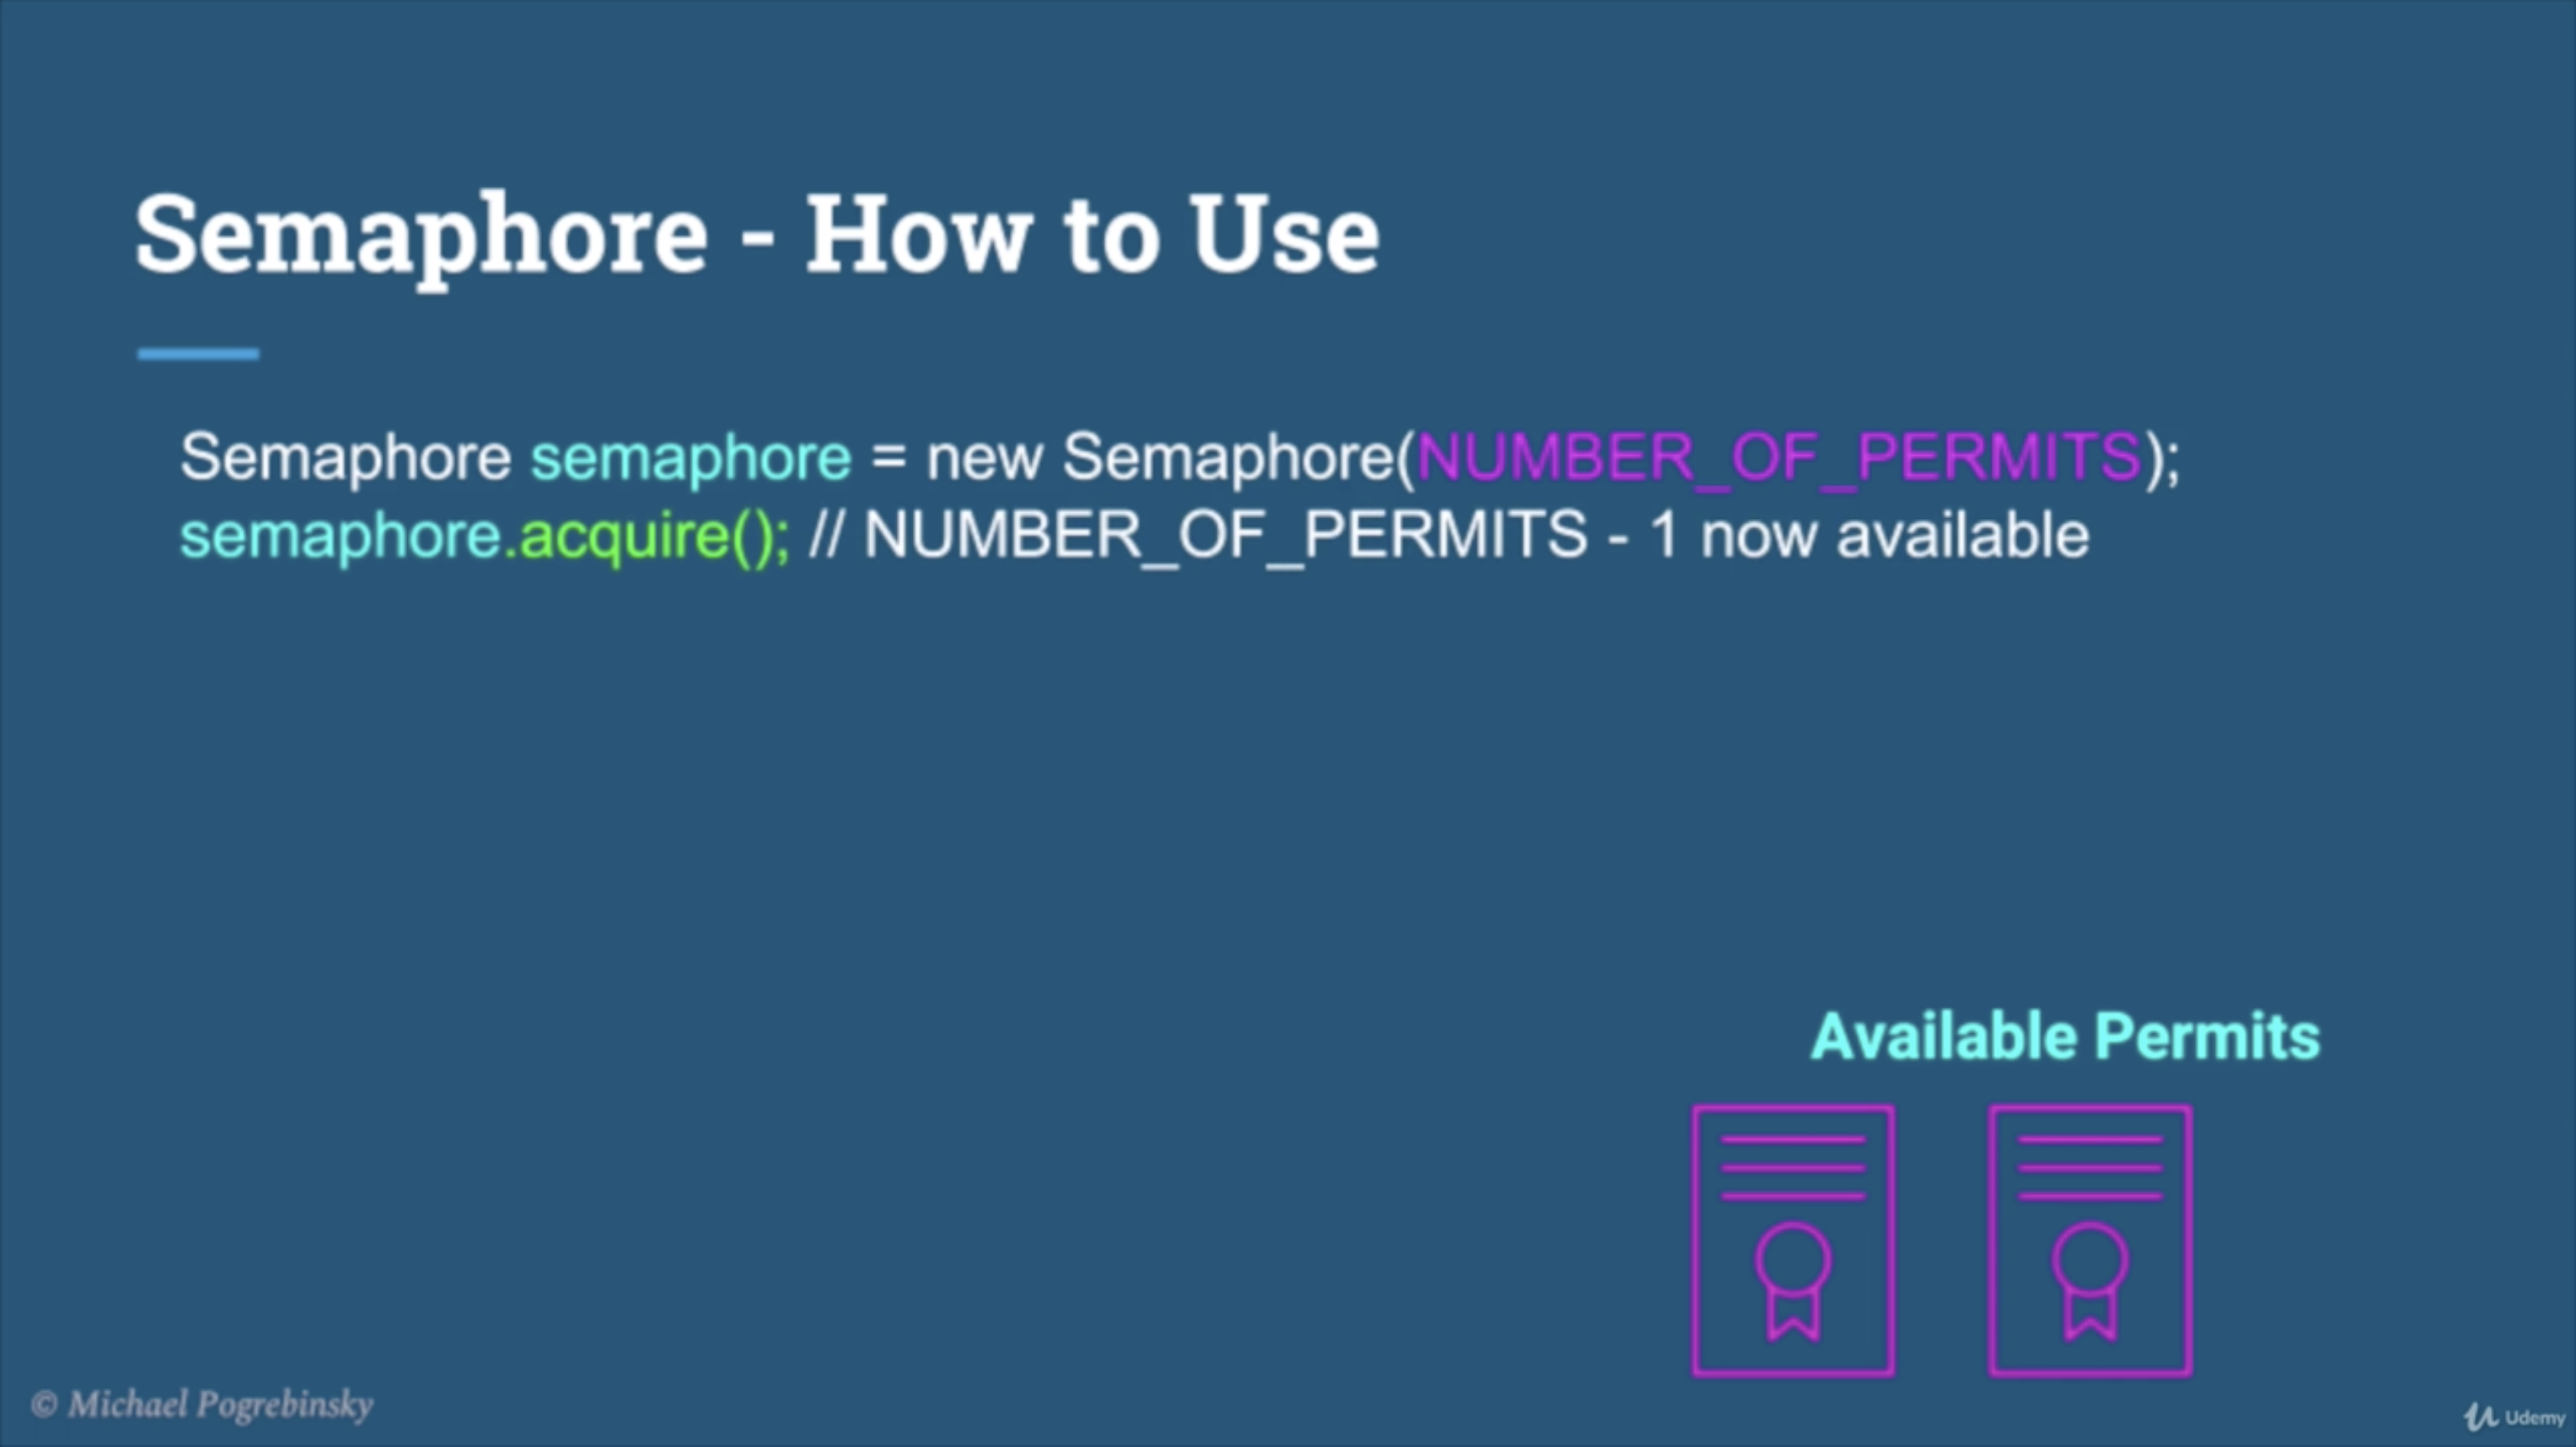 Semaphore - How to Use
Semaphore semaphore = new Semaphore(NUMBER_OF_PERMITS);
semaphore.acquire(); // NUMBER_OF_PERMITS - 1 now available
Available Permits
© Michael Pogrebinsky
Udemy